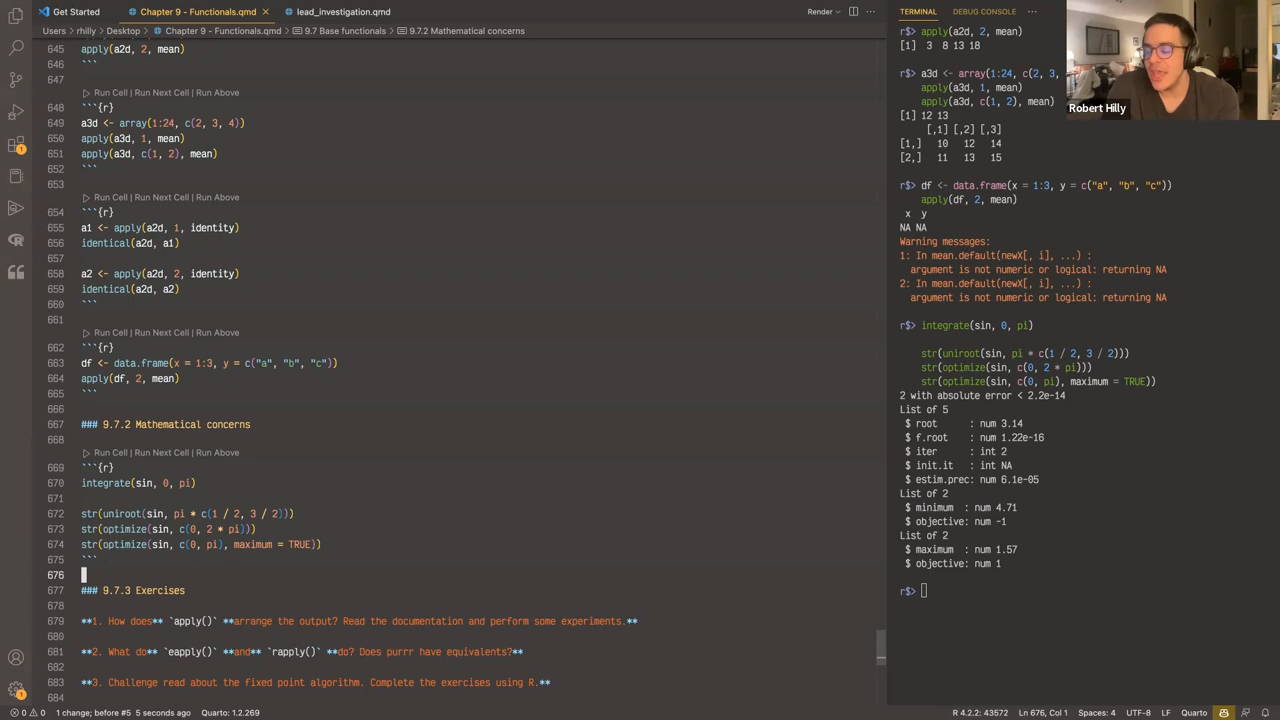 Get Started
Chapter 9 - Functionals.qmd
lead_investigation.qmd
Render
Users > rhilly > Desktop > Chapter 9 - Functionals.qmd > 9.7 Base functionals > 9.7.2 Mathematical concerns
645 apply(a2d, 2, mean)
646 ```
647
Run Cell | Run Next Cell | Run Above
648 ```{r}
649 a3d <- array(1:24, c(2, 3, 4))
650 apply(a3d, 1, mean)
651 apply(a3d, c(1, 2), mean)
652 ```
653
Run Cell | Run Next Cell | Run Above
654 ```{r}
655 a1 <- apply(a2d, 1, identity)
656 identical(a2d, a1)
657
658 a2 <- apply(a2d, 2, identity)
659 identical(a2d, a2)
660 ```
661
Run Cell | Run Next Cell | Run Above
662 ```{r}
663 df <- data.frame(x = 1:3, y = c("a", "b", "c"))
664 apply(df, 2, mean)
665 ```
666
667 ### 9.7.2 Mathematical concerns
668
Run Cell | Run Next Cell | Run Above
669 ```{r}
670 integrate(sin, 0, pi)
671
672 str(uniroot(sin, pi * c(1 / 2, 3 / 2)))
673 str(optimize(sin, c(0, 2 * pi)))
674 str(optimize(sin, c(0, pi), maximum = TRUE))
675 ```
676
677 ### 9.7.3 Exercises
678
679 **1. How does** `apply()` **arrange the output? Read the documentation and perform some experiments.**
680
681 **2. What do** `eapply()` **and** `rapply()` **do? Does purrr have equivalents?**
682
683 **3. Challenge read about the fixed point algorithm. Complete the exercises using R.**
684
TERMINAL
DEBUG CONSOLE
r$> apply(a2d, 2, mean)
[1] 3 8 13 18
r$> a3d <- array(1:24, c(2, 3,
apply(a3d, 1, mean)
apply(a3d, c(1, 2), mean)
[1] 12 13
[,1] [,2] [,3]
[1,] 10 12 14
[2,] 11 13 15
r$> df <- data.frame(x = 1:3, y = c("a", "b", "c"))
apply(df, 2, mean)
x y
NA NA
Warning messages:
1: In mean.default(newX[, i], ...) :
argument is not numeric or logical: returning NA
2: In mean.default(newX[, i], ...) :
argument is not numeric or logical: returning NA
r$> integrate(sin, 0, pi)
str(uniroot(sin, pi * c(1 / 2, 3 / 2)))
str(optimize(sin, c(0, 2 * pi)))
str(optimize(sin, c(0, pi), maximum = TRUE))
2 with absolute error < 2.2e-14
List of 5
$ root : num 3.14
$ f.root : num 1.22e-16
$ iter : int 2
$ init.it : int NA
$ estim.prec: num 6.1e-05
List of 2
$ minimum : num 4.71
$ objective: num -1
List of 2
$ maximum : num 1.57
$ objective: num 1
r$>
Robert Hilly
1
1
0 0 1 change; before #5 5 seconds ago Quarto: 1.2.269
R 4.2.2: 43572 Ln 676, Col 1 Spaces: 4 UTF-8 LF Quarto